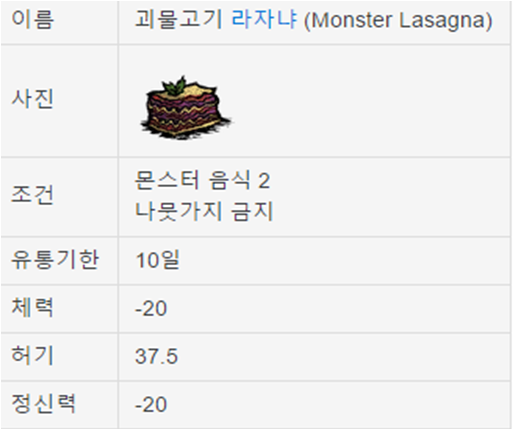 이름 괴물고기 라자냐 (Monster Lasagna)
사진
조건 몬스터 음식 2
나뭇가지 금지
유통기한 10일
체력 -20
허기 37.5
정신력 -20